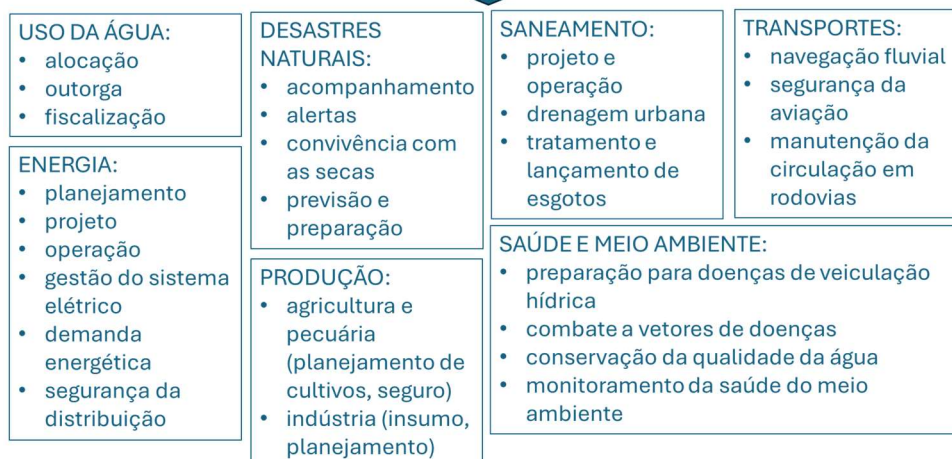 USO DA ÁGUA:
• alocação
• outorga
• fiscalização
ENERGIA:
• planejamento
• projeto
• operação
• gestão do sistema
elétrico
• demanda
energética
• segurança da
distribuição
DESASTRES
NATURAIS:
• acompanhamento
• alertas
• convivência com
as secas
• previsão e
preparação
PRODUÇÃO:
• agricultura e
pecuária
(planejamento de
cultivos, seguro)
• indústria (insumo,
planejamento)
SANEAMENTO:
• projeto e
operação
• drenagem urbana
• tratamento e
lançamento de
esgotos
TRANSPORTES:
• navegação fluvial
• segurança da
aviação
• manutenção da
circulação em
rodovias
SAÚDE E MEIO AMBIENTE:
• preparação para doenças de veiculação
hídrica
• combate a vetores de doenças
• conservação da qualidade da água
• monitoramento da saúde do meio
ambiente